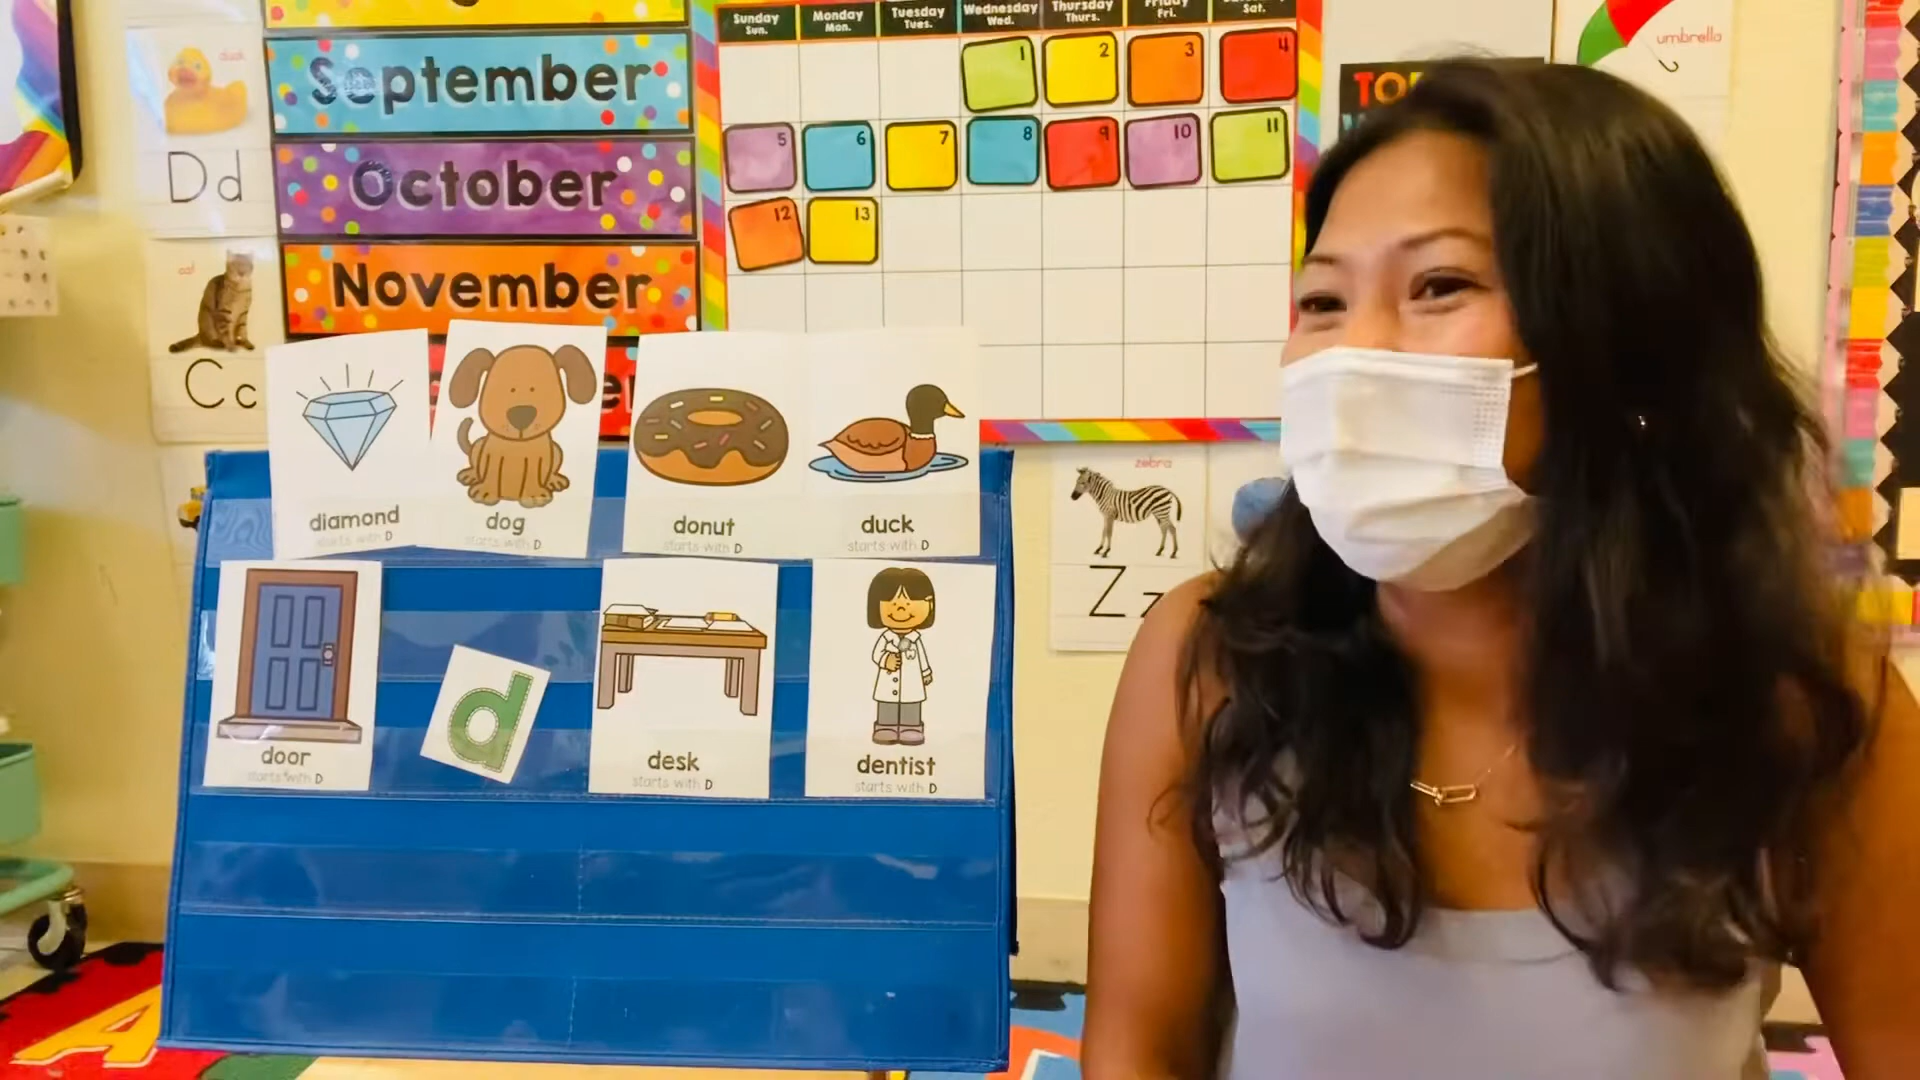 duck
Dd
cat
Cc
September
October
November
er
Sunday Monday Tuesday Wednesday Thursday Friday
Sun. Mon. Tues. Wed. Thurs. Fri. Sat.
1 2 3 4
5 6 7 8 9 10 11
12 13
umbrella
TO
zebra
Zz
diamond
starts with D
dog
starts with D
donut
starts with D
duck
starts with D
door
starts with D
d
desk
starts with D
dentist
starts with D
A